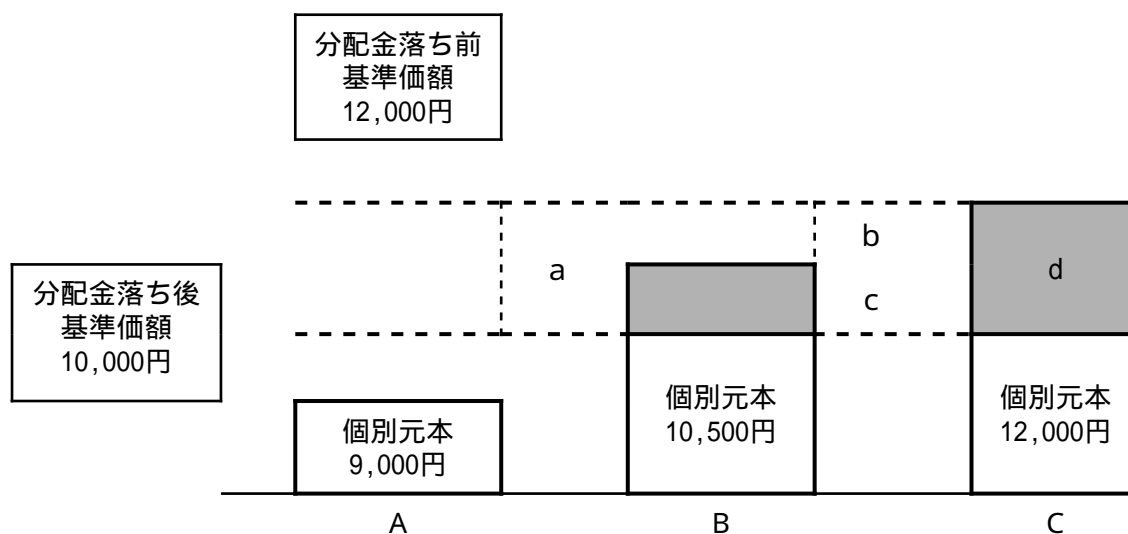 分配金落ち前
基準価額
12,000円
分配金落ち後
基準価額
10,000円
a
b
c
d
個別元本
9,000円
個別元本
10,500円
個別元本
12,000円
A
B
C